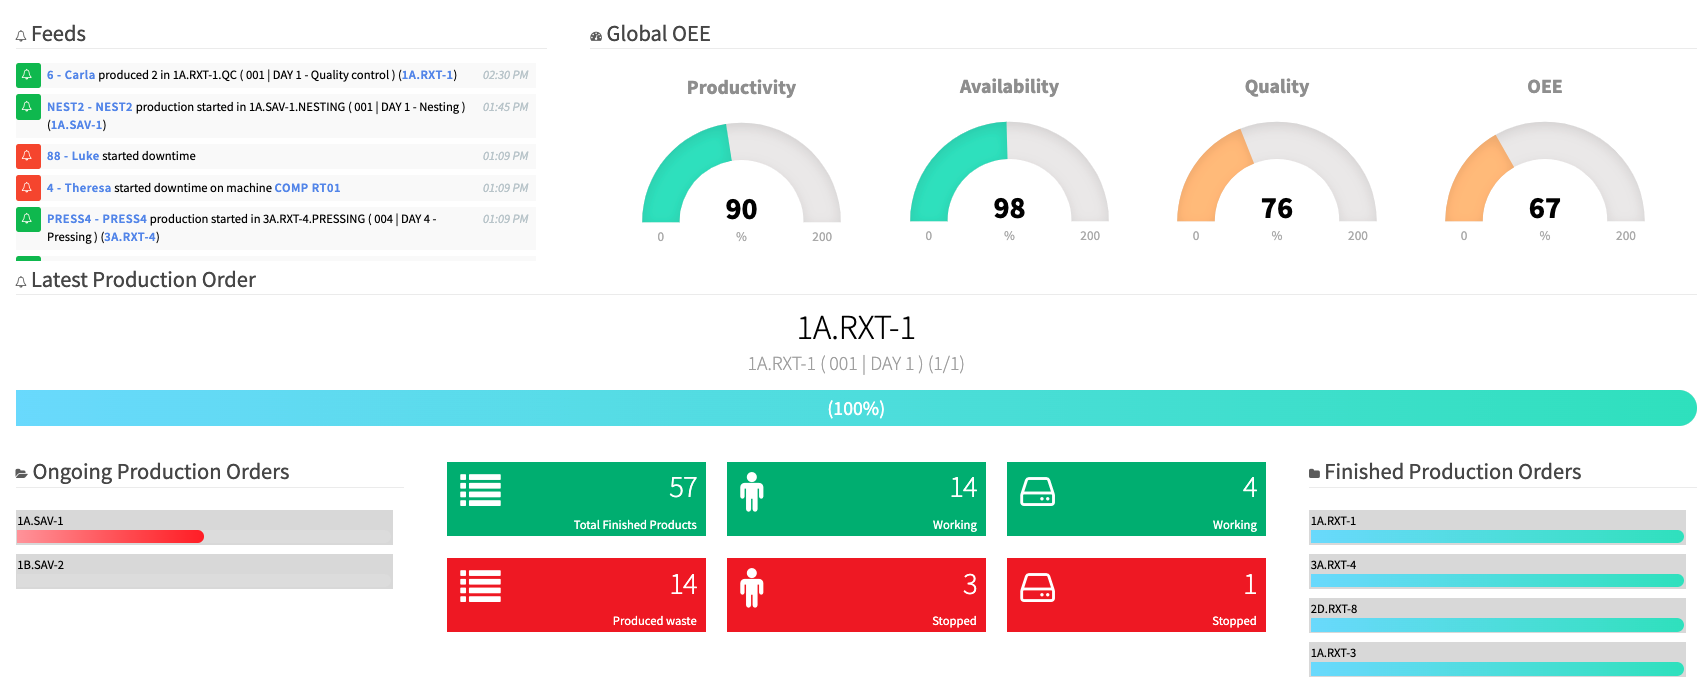 Feeds
6 - Carla produced 2 in 1A.RXT-1.QC ( 001 | DAY 1 - Quality control ) (1A.RXT-1) 02:30 PM
NEST2 - NEST2 production started in 1A.SAV-1.NESTING ( 001 | DAY 1 - Nesting ) 01:45 PM
(1A.SAV-1)
88 - Luke started downtime 01:09 PM
4 - Theresa started downtime on machine COMP RT01 01:09 PM
PRESS4 - PRESS4 production started in 3A.RXT-4.PRESSING ( 004 | DAY 4 - 01:09 PM
Pressing ) (3A.RXT-4)
Global OEE
Productivity
90
0 % 200
Availability
98
0 % 200
Quality
76
0 % 200
OEE
67
0 % 200
Latest Production Order
1A.RXT-1
1A.RXT-1 ( 001 | DAY 1 ) (1/1)
(100%)
Ongoing Production Orders
1A.SAV-1
1B.SAV-2
57
Total Finished Products
14
Working
4
Working
14
Produced waste
3
Stopped
1
Stopped
Finished Production Orders
1A.RXT-1
3A.RXT-4
2D.RXT-8
1A.RXT-3